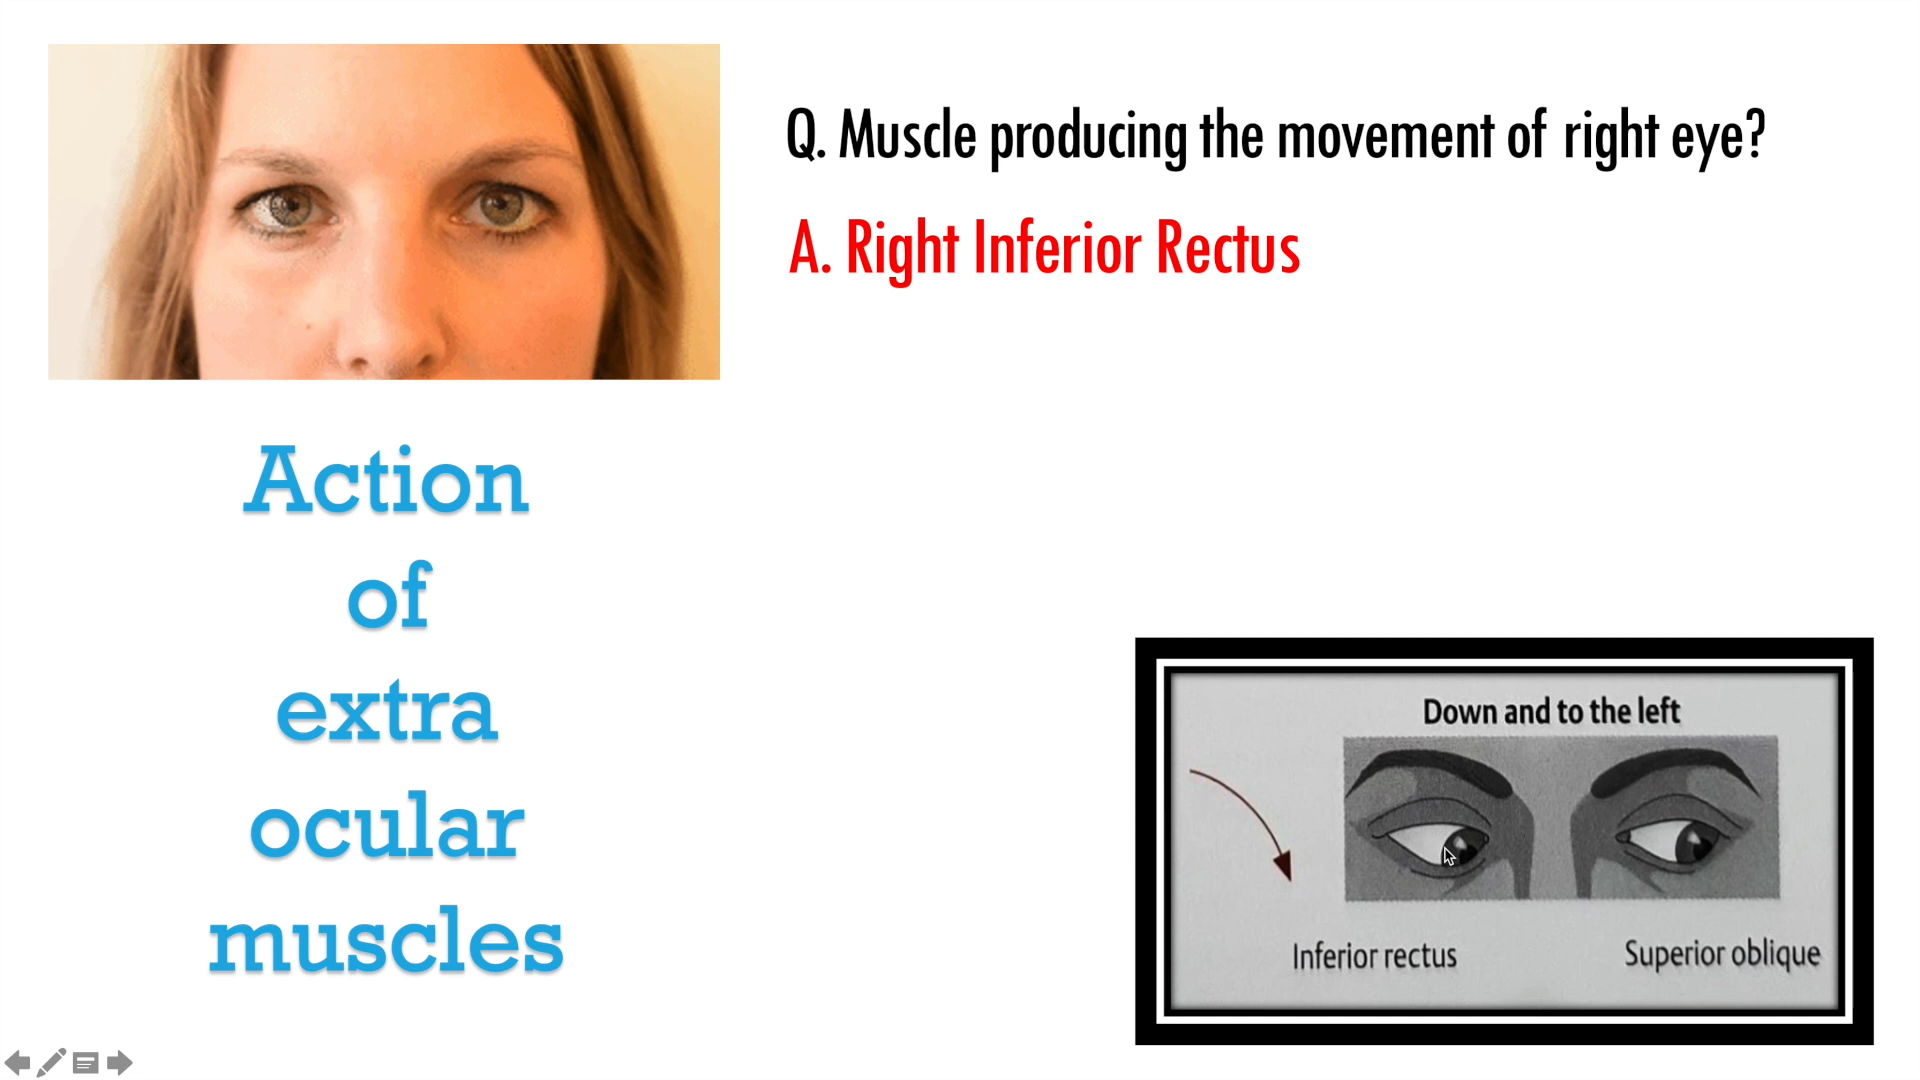 Q. Muscle producing the movement of right eye?
A. Right Inferior Rectus
Action
of
extra
ocular
muscles
Down and to the left
Inferior rectus
Superior oblique